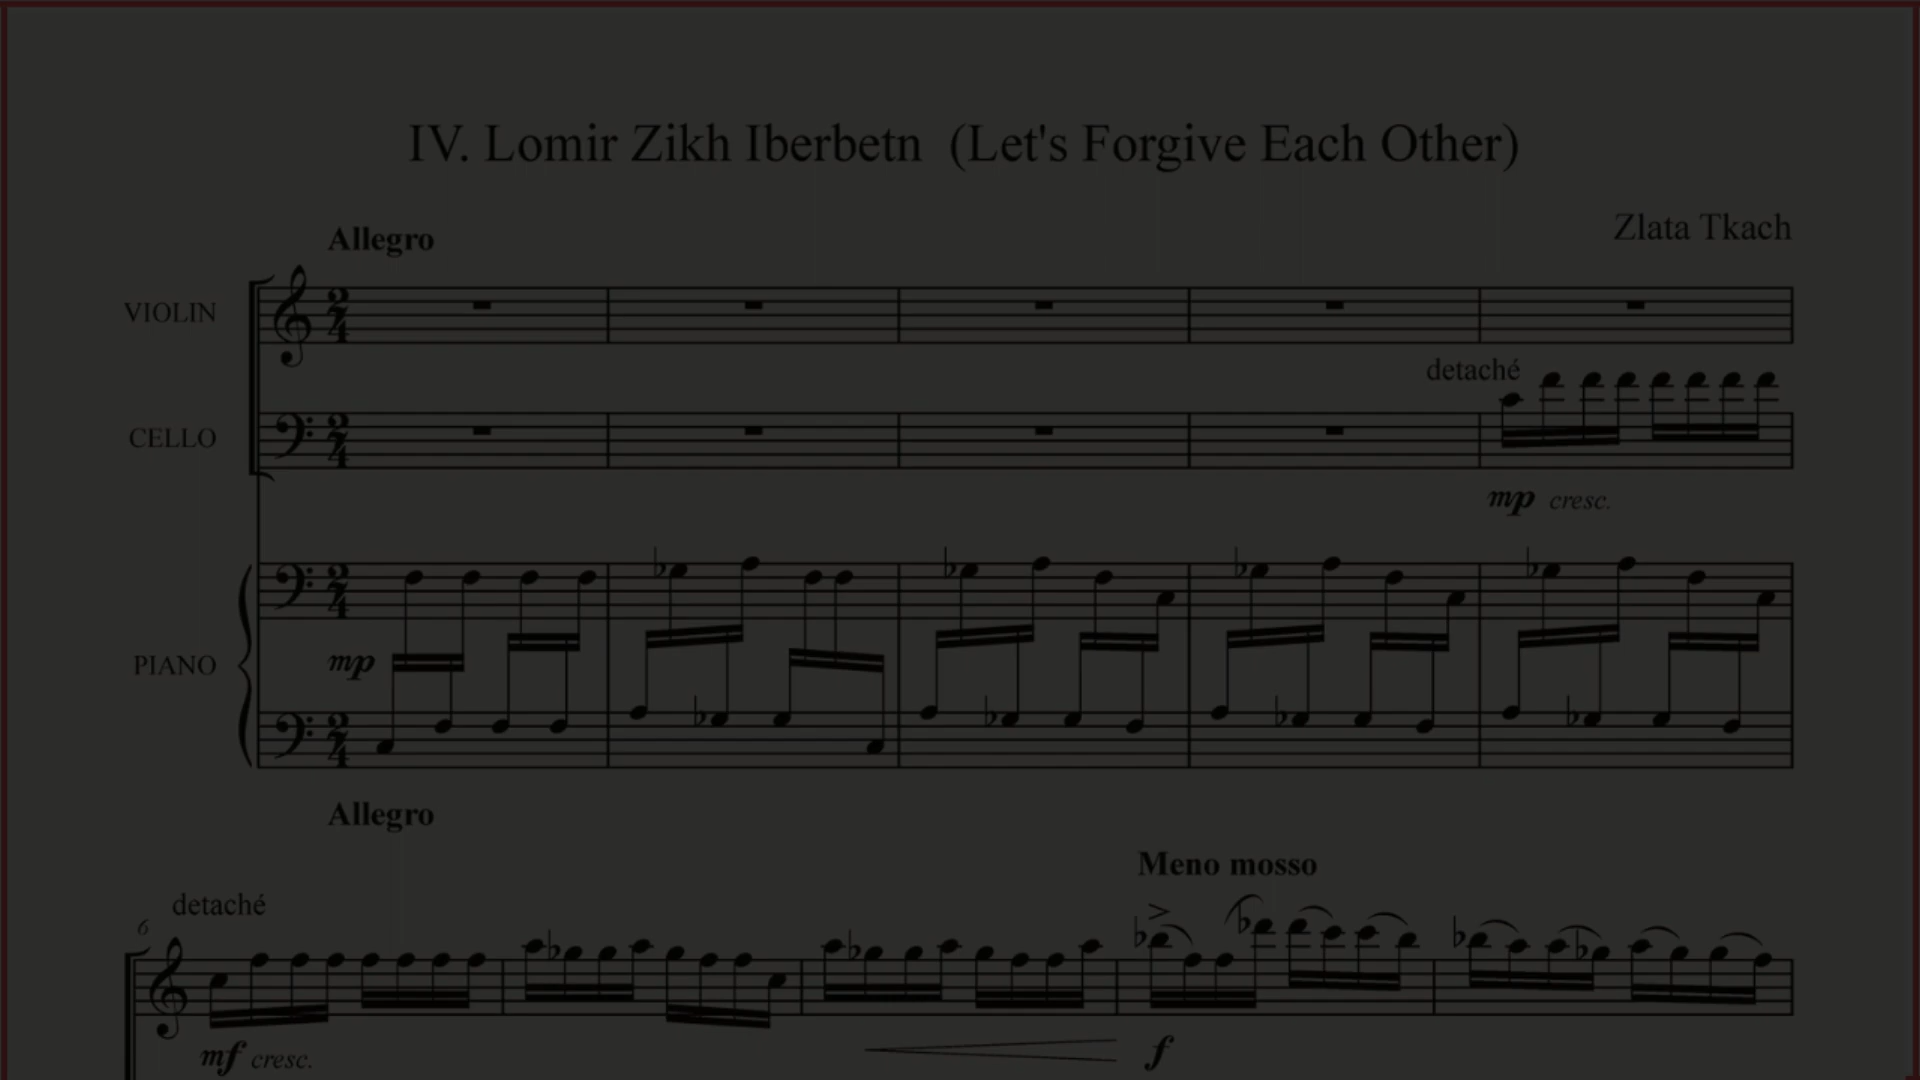 IV. Lomir Zikh Iberbetn (Let's Forgive Each Other)
Zlata Tkach
Allegro
VIOLIN
detaché
CELLO
mp cresc.
PIANO
mp
Allegro
Meno mosso
detaché
6
mf cresc.
f